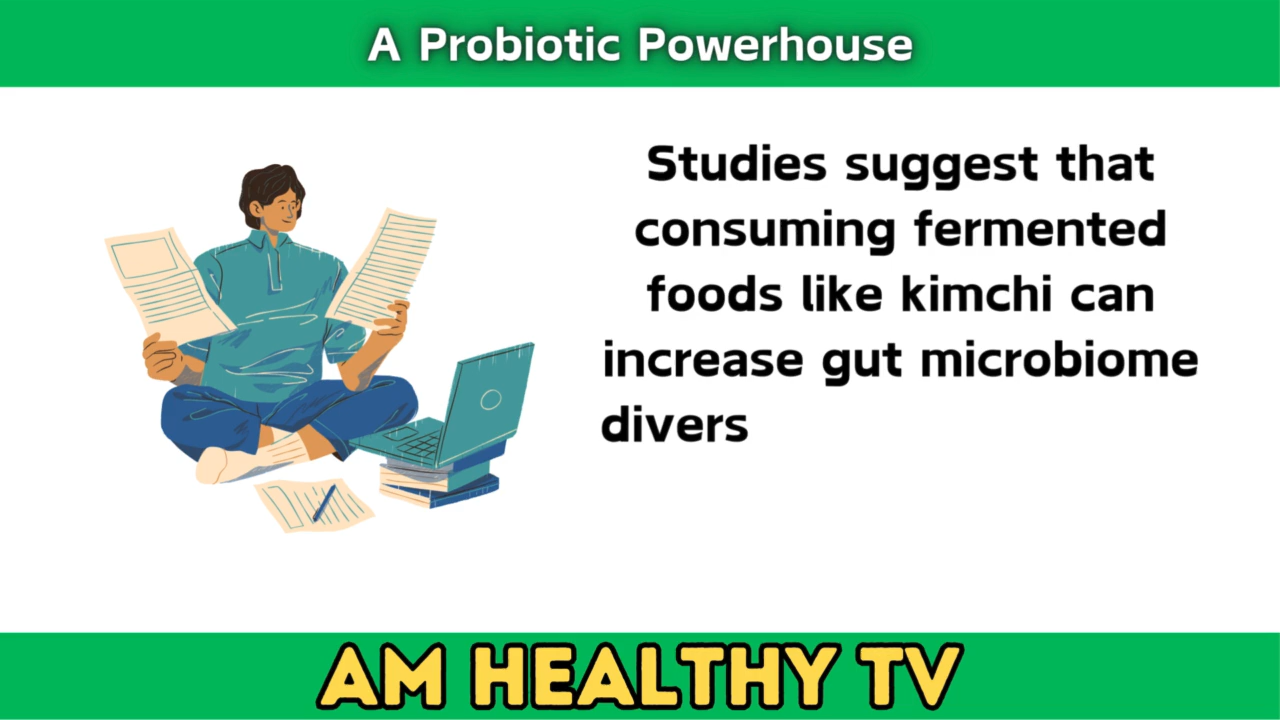 A Probiotic Powerhouse
Studies suggest that
consuming fermented
foods like kimchi can
increase gut microbiome
divers
AM HEALTHY TV